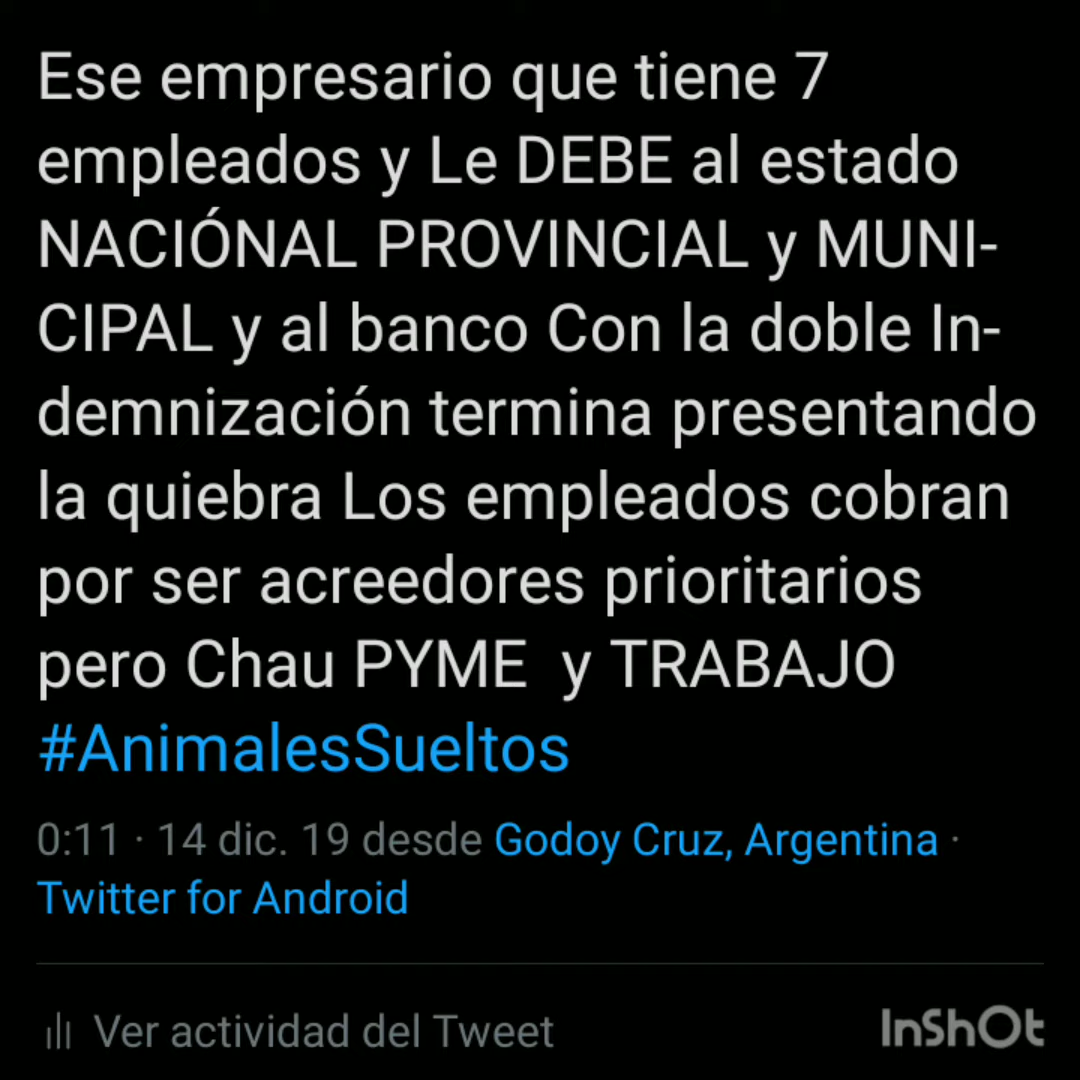 Ese empresario que tiene 7
empleados y Le DEBE al estado
NACIÓNAL PROVINCIAL y MUNI-
CIPAL y al banco Con la doble In-
demnización termina presentando
la quiebra Los empleados cobran
por ser acreedores prioritarios
pero Chau PYME  y TRABAJO
#AnimalesSueltos
0:11 · 14 dic. 19 desde Godoy Cruz, Argentina ·
Twitter for Android
Ver actividad del Tweet
InShOt